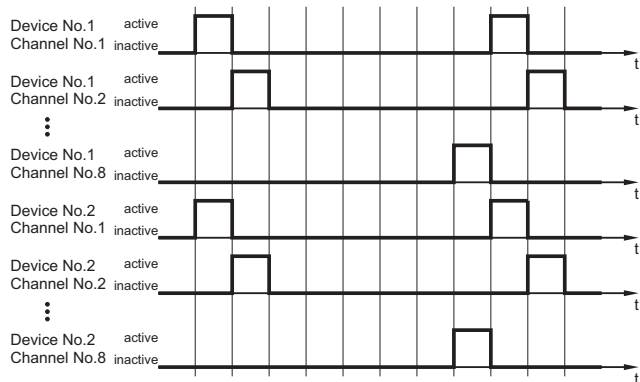 Device No.1 active
Channel No.1 inactive
t
Device No.1 active
Channel No.2 inactive
t
Device No.1 active
Channel No.8 inactive
t
Device No.2 active
Channel No.1 inactive
t
Device No.2 active
Channel No.2 inactive
t
Device No.2 active
Channel No.8 inactive
t